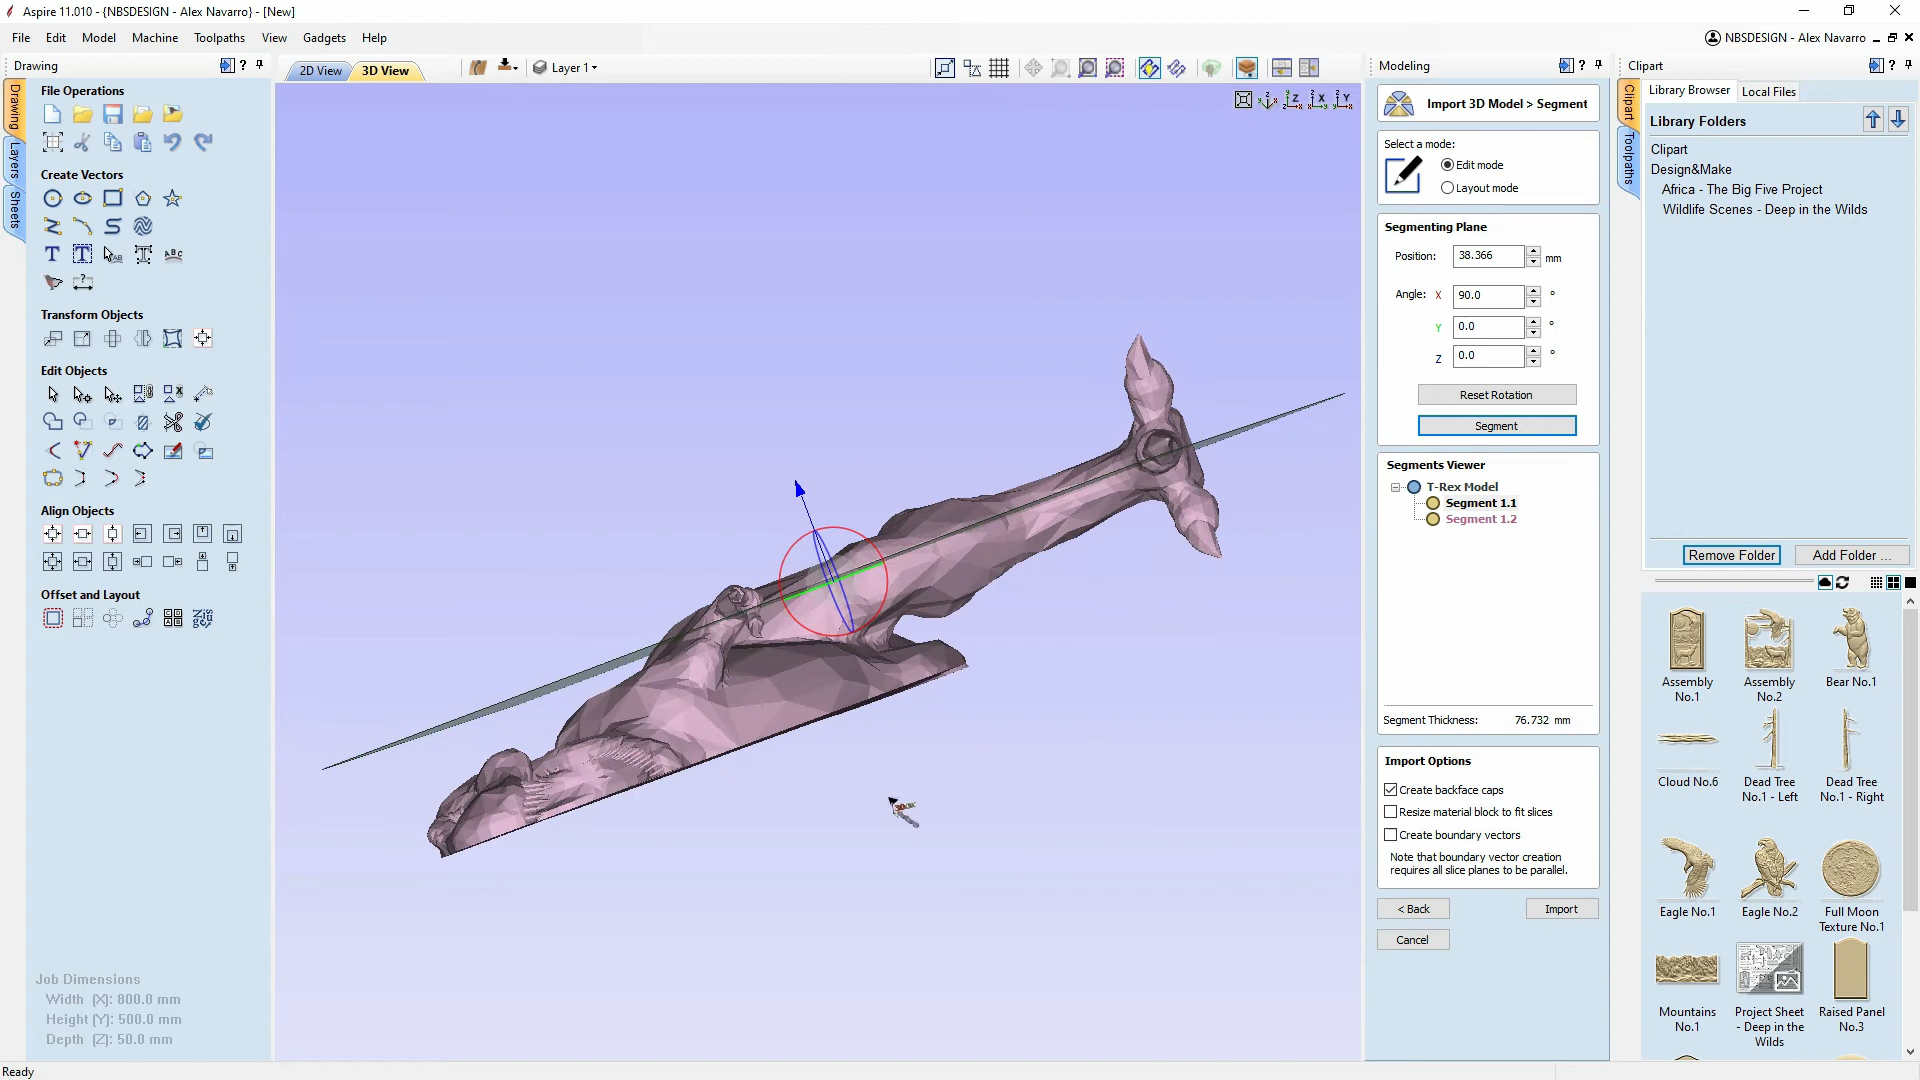 Aspire 11.010 - {NBSDESIGN - Alex Navarro} - [New]
File Edit Model Machine Toolpaths View Gadgets Help
NBSDESIGN - Alex Navarro
Drawing
Drawing
Layers
Sheets
File Operations
Create Vectors
Transform Objects
Edit Objects
Align Objects
Offset and Layout
Job Dimensions
Width (X): 800.0 mm
Height (Y): 500.0 mm
Depth (Z): 50.0 mm
Ready
2D View
3D View
Layer 1
Modeling
Import 3D Model > Segment
Select a mode:
Edit mode
Layout mode
Segmenting Plane
Position: 38.366 mm
Angle: X 90.0 °
Y 0.0 °
Z 0.0 °
Reset Rotation
Segment
Segments Viewer
T-Rex Model
Segment 1.1
Segment 1.2
Segment Thickness: 76.732 mm
Import Options
Create backface caps
Resize material block to fit slices
Create boundary vectors
Note that boundary vector creation
requires all slice planes to be parallel.
< Back
Import
Cancel
Clipart
Clipart
Toolpaths
Library Browser
Local Files
Library Folders
Clipart
Design&Make
Africa - The Big Five Project
Wildlife Scenes - Deep in the Wilds
Remove Folder
Add Folder ...
Assembly
No.1
Assembly
No.2
Bear No.1
Cloud No.6
Dead Tree
No.1 - Left
Dead Tree
No.1 - Right
Eagle No.1
Eagle No.2
Full Moon
Texture No.1
Mountains
No.1
Project Sheet
- Deep in the
Wilds
Raised Panel
No.3